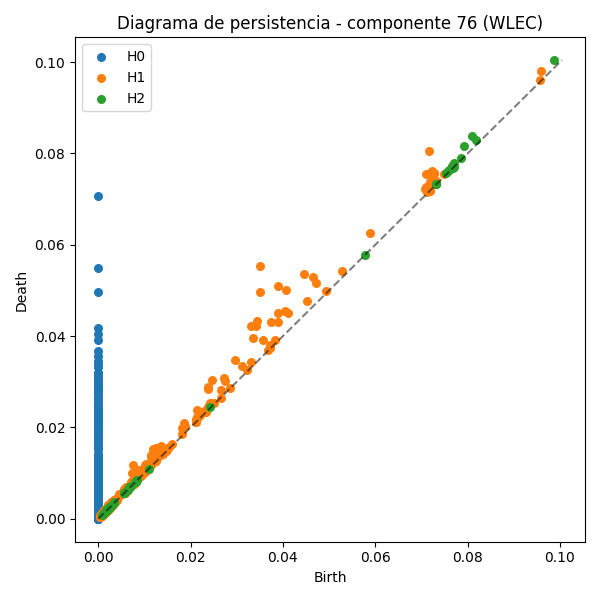 Diagrama de persistencia - componente 76 (WLEC)
H0
H1
H2
Death
0.10
0.08
0.06
0.04
0.02
0.00
0.00 0.02 0.04 0.06 0.08 0.10
Birth